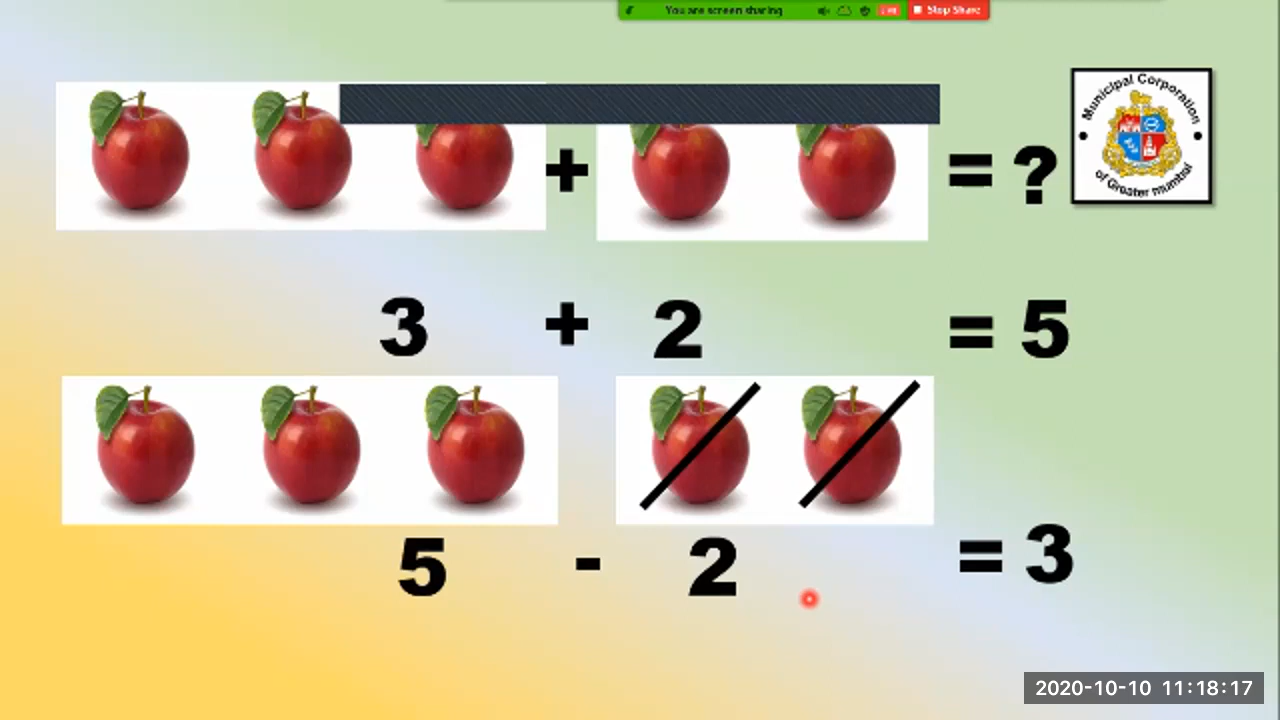 You are screen sharing
Stop Share
Municipal Corporation
of Greater mumbai
+ = ?
3 + 2 = 5
5 - 2 = 3
2020-10-10 11:18:17